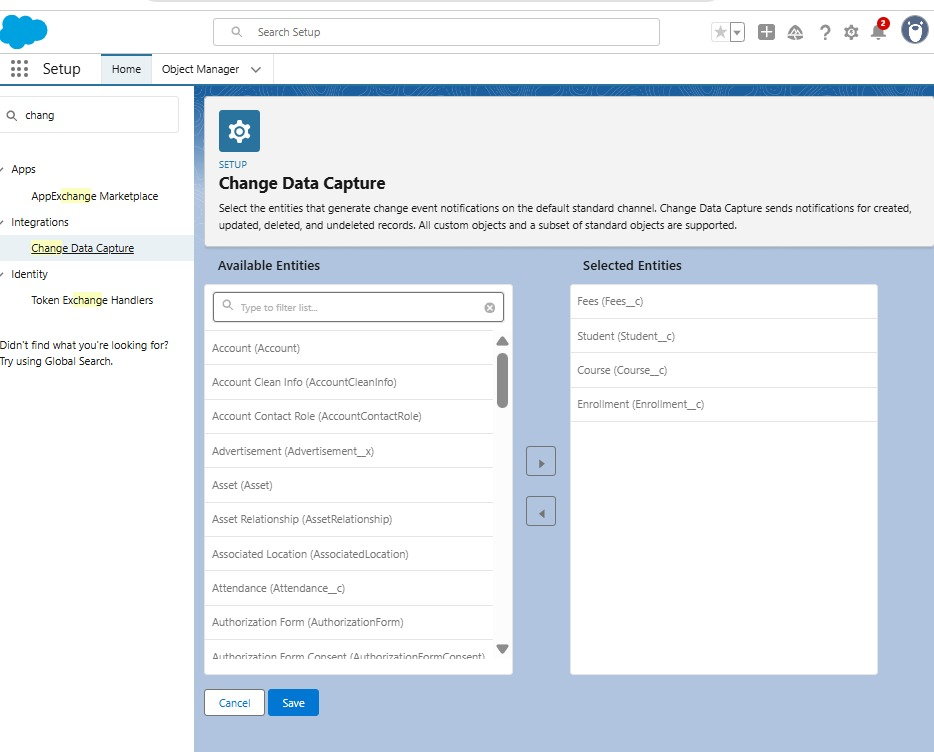 Search Setup
2
Setup
Home
Object Manager
chang
Apps
AppExchange Marketplace
Integrations
Change Data Capture
Identity
Token Exchange Handlers
Didn't find what you're looking for?
Try using Global Search.
SETUP
Change Data Capture
Select the entities that generate change event notifications on the default standard channel. Change Data Capture sends notifications for created,
updated, deleted, and undeleted records. All custom objects and a subset of standard objects are supported.
Available Entities
Type to filter list...
Account (Account)
Account Clean Info (AccountCleanInfo)
Account Contact Role (AccountContactRole)
Advertisement (Advertisement__x)
Asset (Asset)
Asset Relationship (AssetRelationship)
Associated Location (AssociatedLocation)
Attendance (Attendance__c)
Authorization Form (AuthorizationForm)
Authorization Form Consent (AuthorizationFormConsent)
Selected Entities
Fees (Fees__c)
Student (Student__c)
Course (Course__c)
Enrollment (Enrollment__c)
Cancel
Save